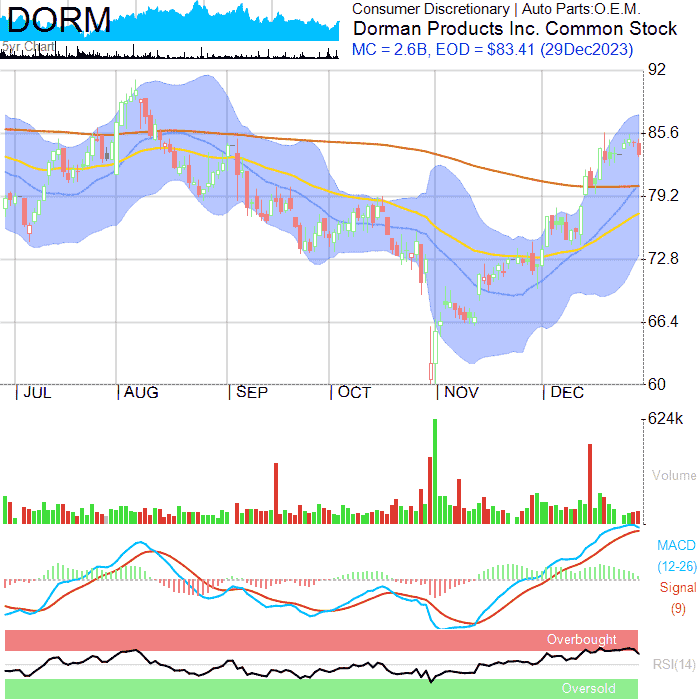 DORM
5yr Chart
Consumer Discretionary | Auto Parts:O.E.M.
Dorman Products Inc. Common Stock
MC = 2.6B, EOD = $83.41 (29Dec2023)
92
85.6
79.2
72.8
66.4
60
JUL AUG SEP OCT NOV DEC
624k
Volume
MACD
(12-26)
Signal
(9)
Overbought
RSI(14)
Oversold